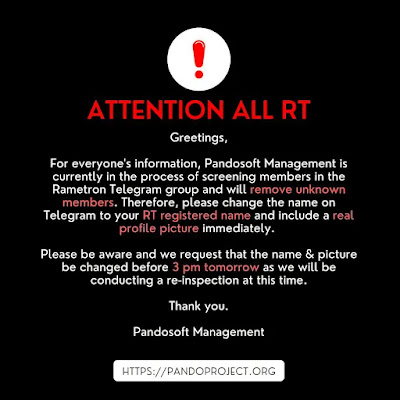 !
ATTENTION ALL RT
Greetings,
For everyone's information, Pandosoft Management is
currently in the process of screening members in the
Rametron Telegram group and will remove unknown
members. Therefore, please change the name on
Telegram to your RT registered name and include a real
profile picture immediately.
Please be aware and we request that the name & picture
be changed before 3 pm tomorrow as we will be
conducting a re-inspection at this time.
Thank you.
Pandosoft Management
HTTPS://PANDOPROJECT.ORG